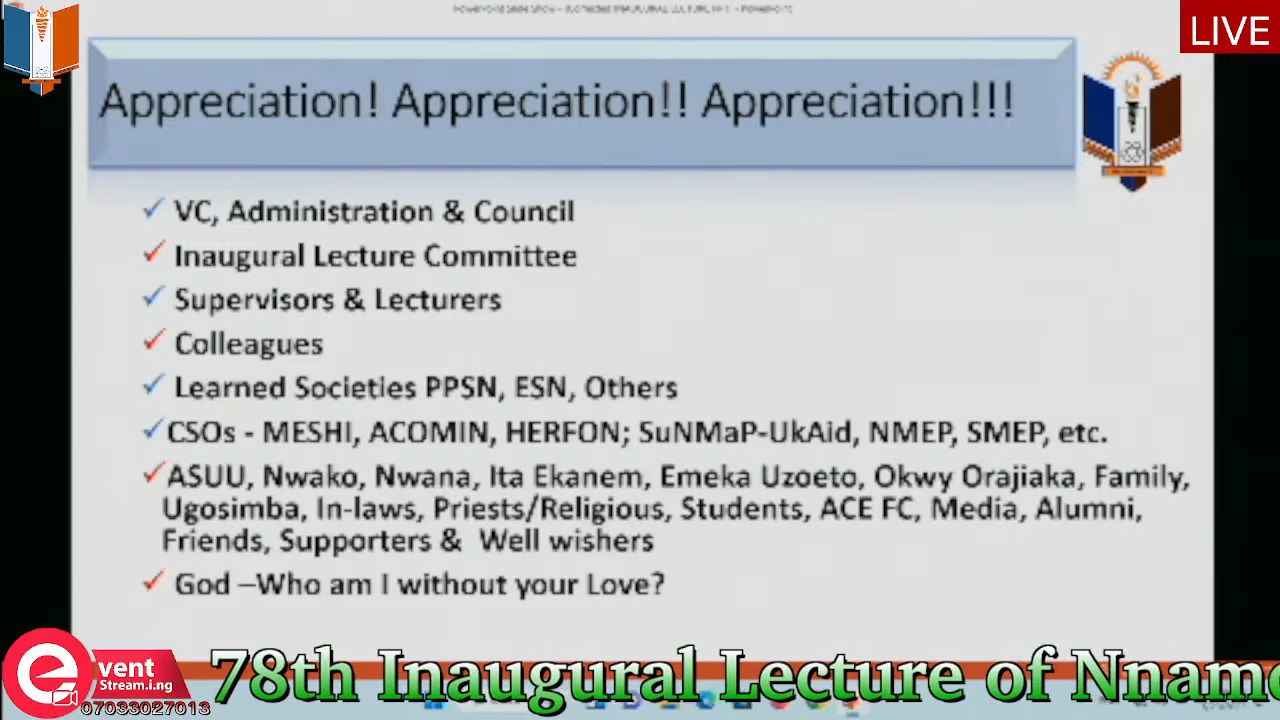 LIVE
Appreciation! Appreciation!! Appreciation!!!
✓ VC, Administration & Council
✓ Inaugural Lecture Committee
✓ Supervisors & Lecturers
✓ Colleagues
✓ Learned Societies PPSN, ESN, Others
✓CSOs - MESHI, ACOMIN, HERFON; SuNMaP-UkAid, NMEP, SMEP, etc.
✓ASUU, Nwako, Nwana, Ita Ekanem, Emeka Uzoeto, Okwy Orajiaka, Family,
Ugosimba, In-laws, Priests/Religious, Students, ACE FC, Media, Alumni,
Friends, Supporters & Well wishers
✓ God –Who am I without your Love?
event
Stream.i.ng
07033027013
78th Inaugural Lecture of Nnam